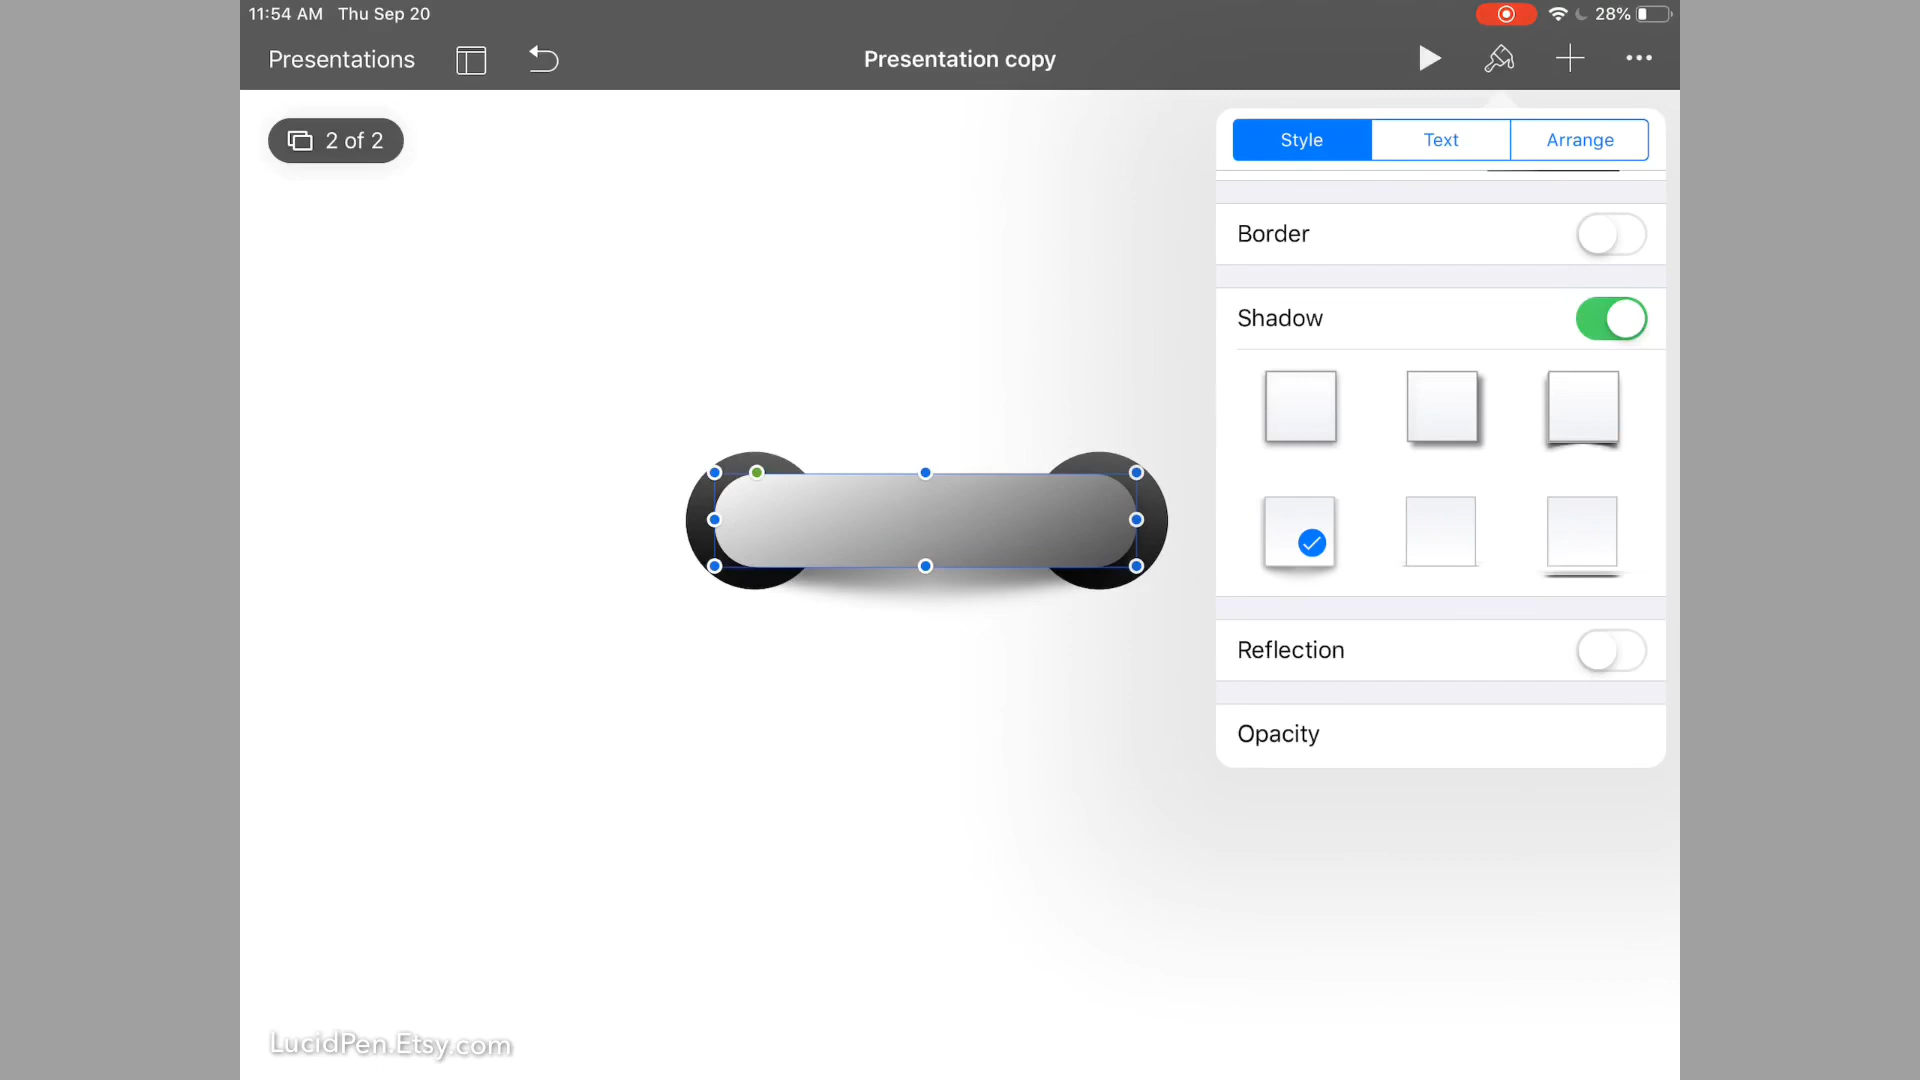 11:54 AM Thu Sep 20
28%
Presentations
Presentation copy
2 of 2
Style Text Arrange
Border
Shadow
Reflection
Opacity
LucidPen.Etsy.com